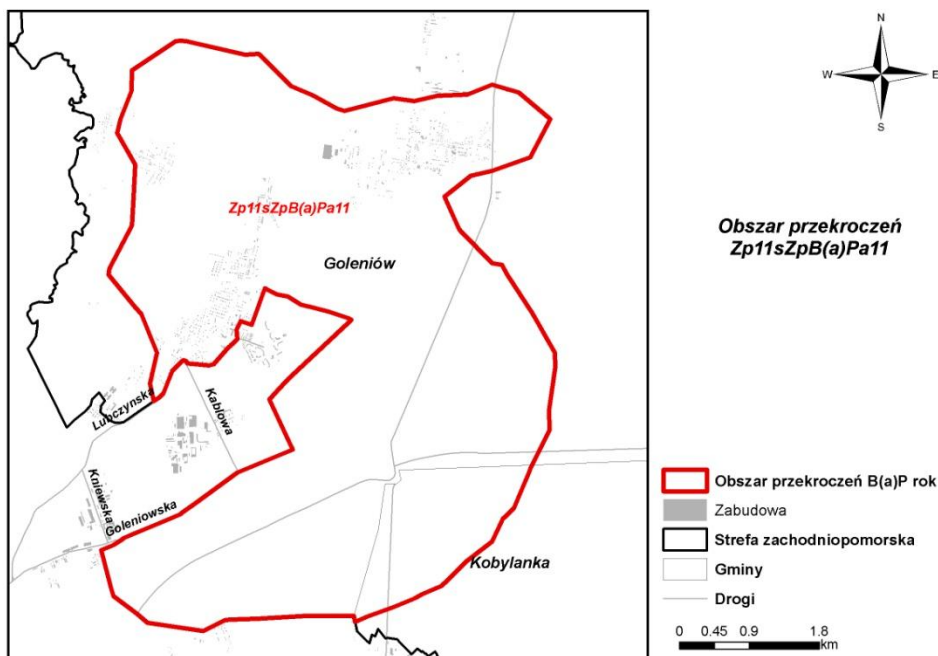 N
W E
S
Obszar przekroczeń
Zp11sZpB(a)Pa11
Zp11sZpB(a)Pa11
Goleniów
Lubczynska
Kablowa
Kniewska
Goleniowska
Kobylanka
Obszar przekroczeń B(a)P rok
Zabudowa
Strefa zachodniopomorska
Gminy
Drogi
0 0.45 0.9 1.8
km